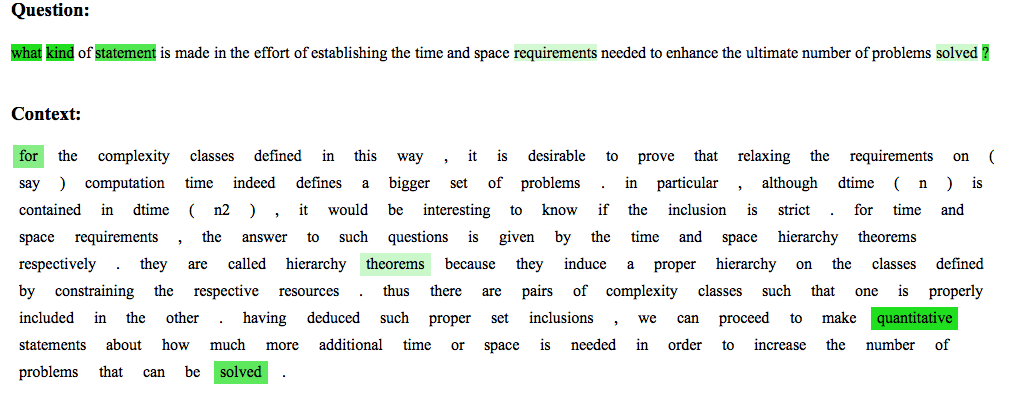 Question:
what kind of statement is made in the effort of establishing the time and space requirements needed to enhance the ultimate number of problems solved ?
Context:
for the complexity classes defined in this way , it is desirable to prove that relaxing the requirements on (
say ) computation time indeed defines a bigger set of problems . in particular , although dtime ( n ) is
contained in dtime ( n2 ) , it would be interesting to know if the inclusion is strict . for time and
space requirements , the answer to such questions is given by the time and space hierarchy theorems
respectively . they are called hierarchy theorems because they induce a proper hierarchy on the classes defined
by constraining the respective resources . thus there are pairs of complexity classes such that one is properly
included in the other . having deduced such proper set inclusions , we can proceed to make quantitative
statements about how much more additional time or space is needed in order to increase the number of
problems that can be solved .